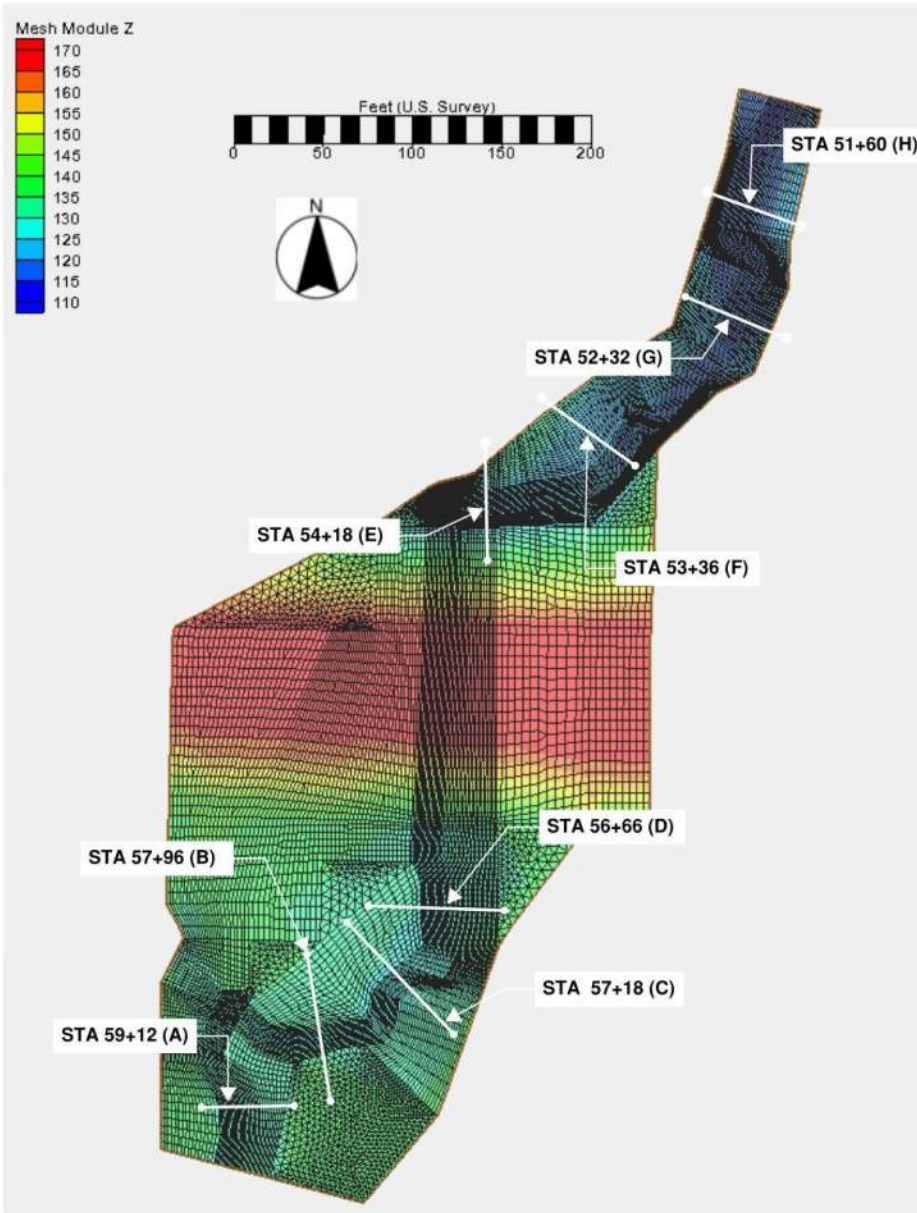 Mesh Module Z
170
165
160
155
150
145
140
135
130
125
120
115
110
Feet (U.S. Survey)
0 50 100 150 200
N
STA 51+60 (H)
STA 52+32 (G)
STA 54+18 (E)
STA 53+36 (F)
STA 56+66 (D)
STA 57+96 (B)
STA 57+18 (C)
STA 59+12 (A)